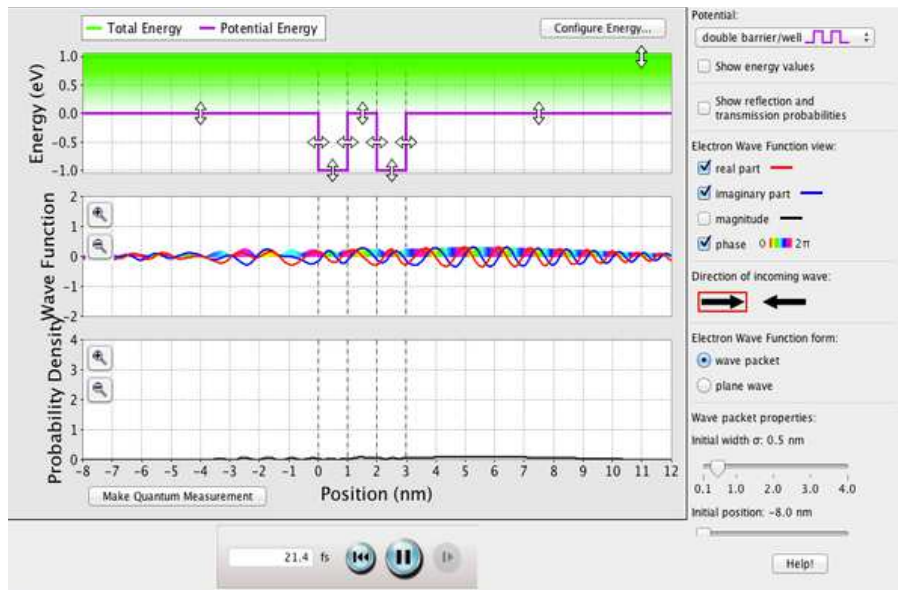 Total Energy
Potential Energy
Configure Energy...
Energy (eV)
1.0
0.5
0.0
-0.5
-1.0
Wave Function
2
1
0
-1
-2
Probability Density
4
3
2
1
0
-8 -7 -6 -5 -4 -3 -2 -1 0 1 2 3 4 5 6 7 8 9 10 11 12
Make Quantum Measurement
Position (nm)
21.4 fs
Potential:
double barrier/well
Show energy values
Show reflection and
transmission probabilities
Electron Wave Function view:
real part
imaginary part
magnitude
phase 0 2π
Direction of incoming wave:
Electron Wave Function form:
wave packet
plane wave
Wave packet properties:
Initial width σ: 0.5 nm
0.1 1.0 2.0 3.0 4.0
Initial position: -8.0 nm
Help!